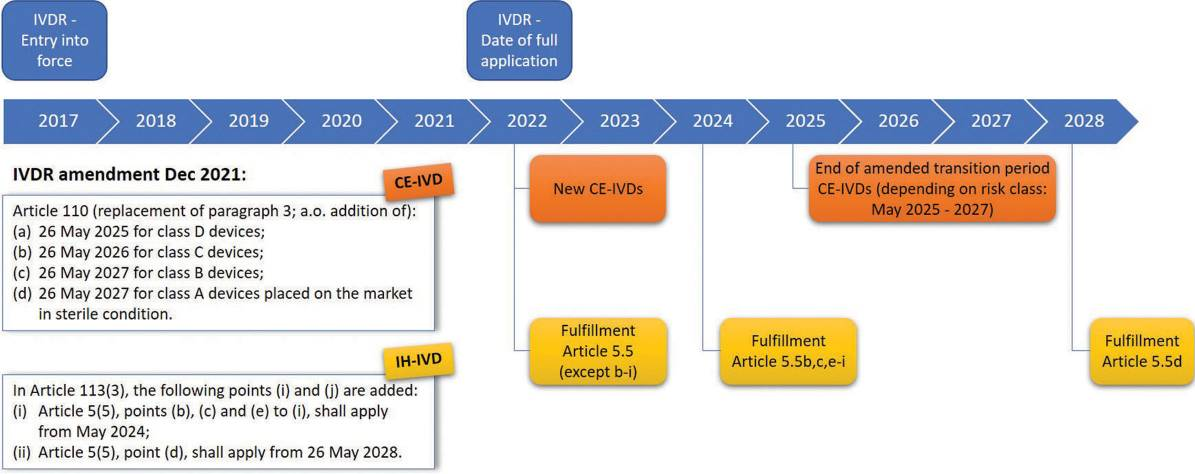 IVDR -
Entry into
force
IVDR -
Date of full
application
2017
2018
2019
2020
2021
2022
2023
2024
2025
2026
2027
2028
IVDR amendment Dec 2021:
CE-IVD
Article 110 (replacement of paragraph 3; a.o. addition of):
(a) 26 May 2025 for class D devices;
(b) 26 May 2026 for class C devices;
(c) 26 May 2027 for class B devices;
(d) 26 May 2027 for class A devices placed on the market
in sterile condition.
New CE-IVDs
End of amended transition period
CE-IVDs (depending on risk class:
May 2025 - 2027)
IH-IVD
In Article 113(3), the following points (i) and (j) are added:
(i) Article 5(5), points (b), (c) and (e) to (i), shall apply
from May 2024;
(ii) Article 5(5), point (d), shall apply from 26 May 2028.
Fulfillment
Article 5.5
(except b-i)
Fulfillment
Article 5.5b,c,e-i
Fulfillment
Article 5.5d